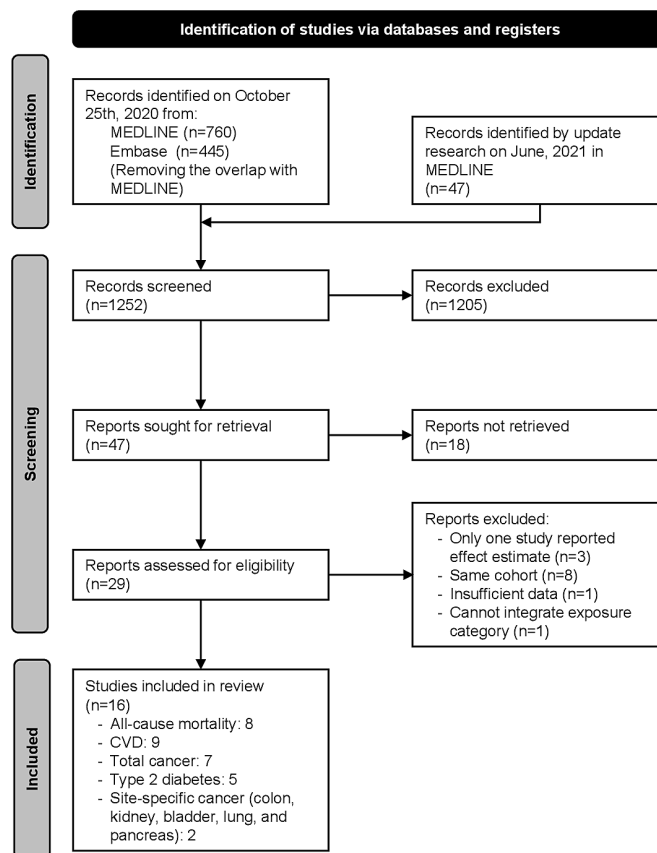 Identification of studies via databases and registers
Identification
Records identified on October
25th, 2020 from:
MEDLINE (n=760)
Embase (n=445)
(Removing the overlap with
MEDLINE)
Records identified by update
research on June, 2021 in
MEDLINE
(n=47)
Screening
Records screened
(n=1252)
Records excluded
(n=1205)
Reports sought for retrieval
(n=47)
Reports not retrieved
(n=18)
Reports assessed for eligibility
(n=29)
Reports excluded:
- Only one study reported
effect estimate (n=3)
- Same cohort (n=8)
- Insufficient data (n=1)
- Cannot integrate exposure
category (n=1)
Included
Studies included in review
(n=16)
- All-cause mortality: 8
- CVD: 9
- Total cancer: 7
- Type 2 diabetes: 5
- Site-specific cancer (colon,
kidney, bladder, lung, and
pancreas): 2